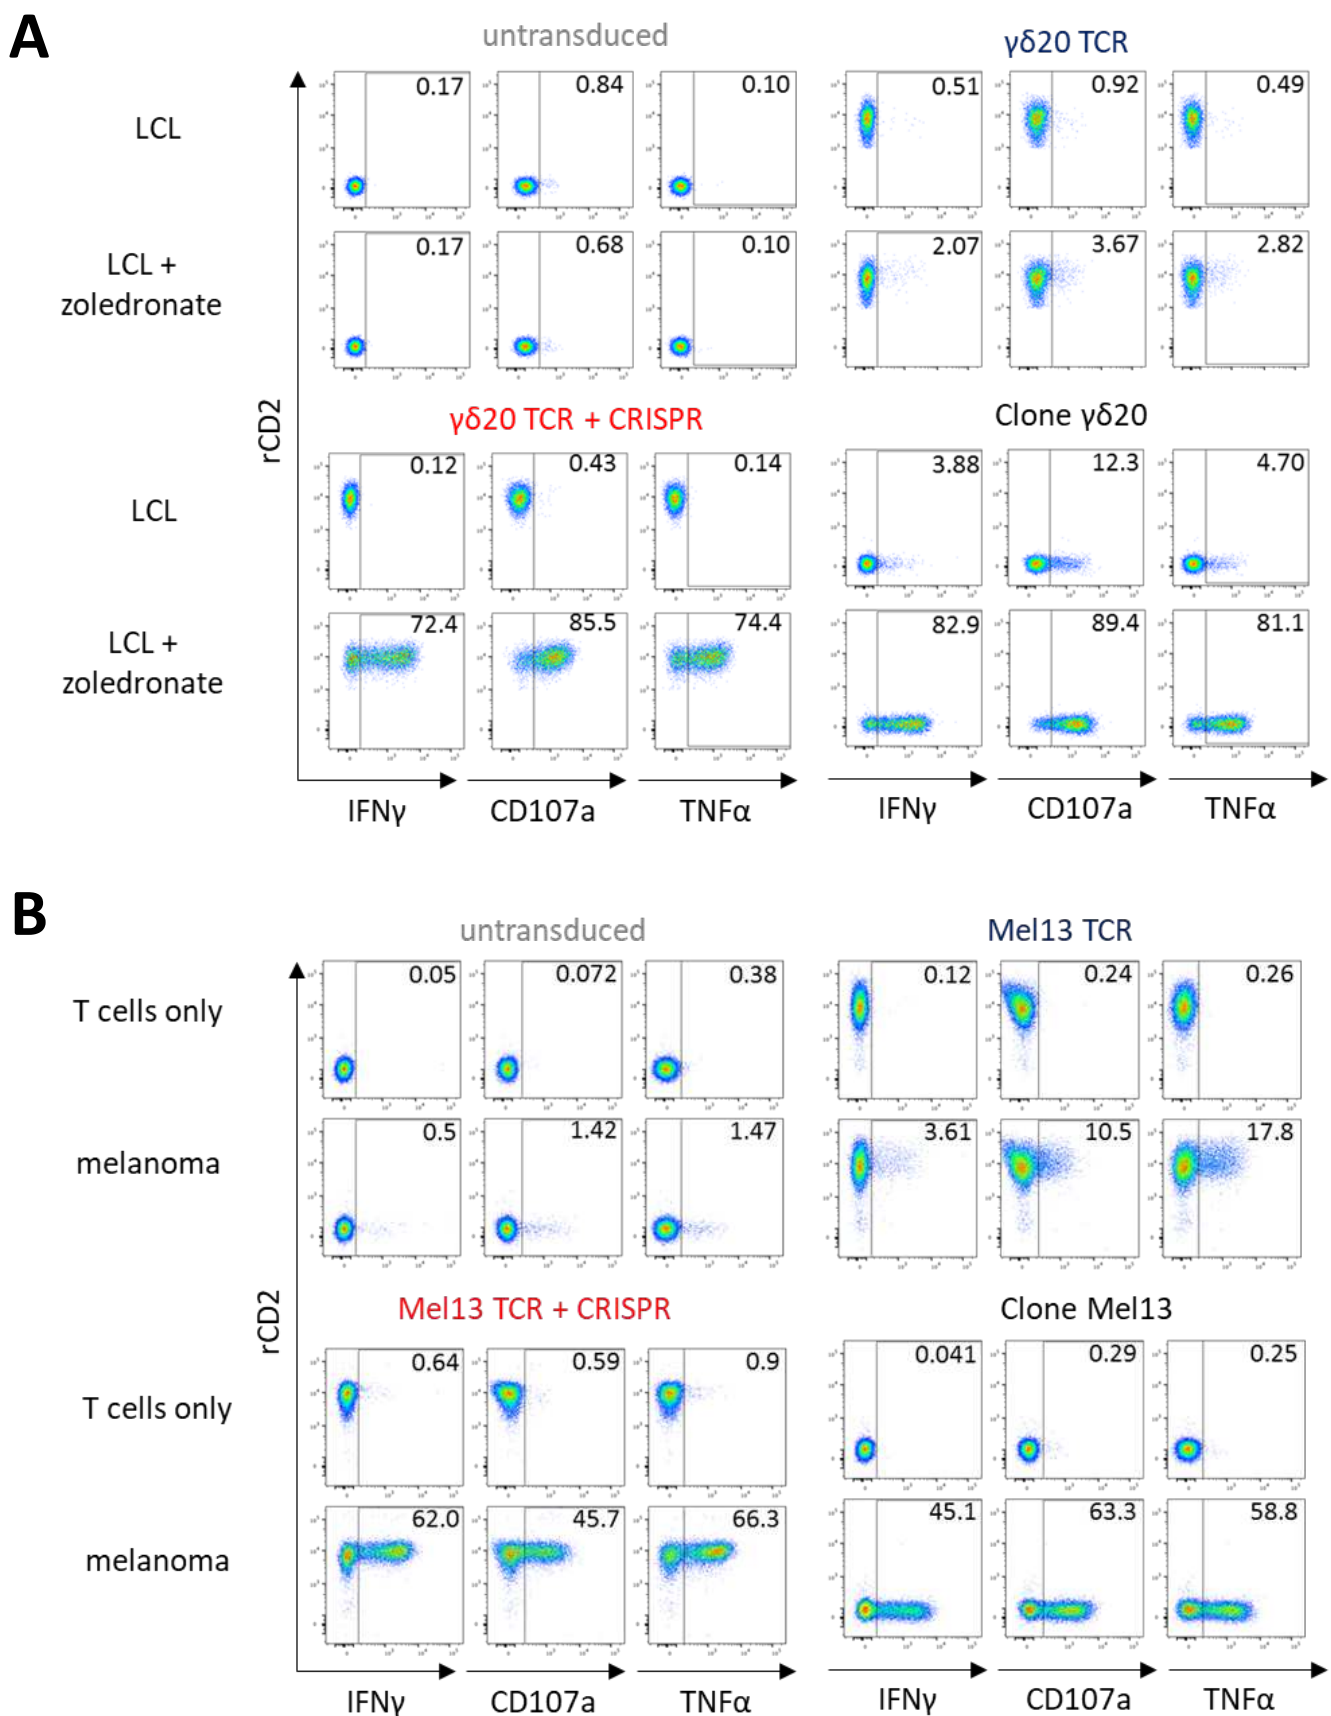 A
untransduced
γδ20 TCR
LCL
0.17
0.84
0.10
0.51
0.92
0.49
LCL +
zoledronate
0.17
0.68
0.10
2.07
3.67
2.82
rCD2
γδ20 TCR + CRISPR
Clone γδ20
LCL
0.12
0.43
0.14
3.88
12.3
4.70
LCL +
zoledronate
72.4
85.5
74.4
82.9
89.4
81.1
IFNγ
CD107a
TNFα
IFNγ
CD107a
TNFα
B
untransduced
Mel13 TCR
T cells only
0.05
0.072
0.38
0.12
0.24
0.26
melanoma
0.5
1.42
1.47
3.61
10.5
17.8
rCD2
Mel13 TCR + CRISPR
Clone Mel13
T cells only
0.64
0.59
0.9
0.041
0.29
0.25
melanoma
62.0
45.7
66.3
45.1
63.3
58.8
IFNγ
CD107a
TNFα
IFNγ
CD107a
TNFα